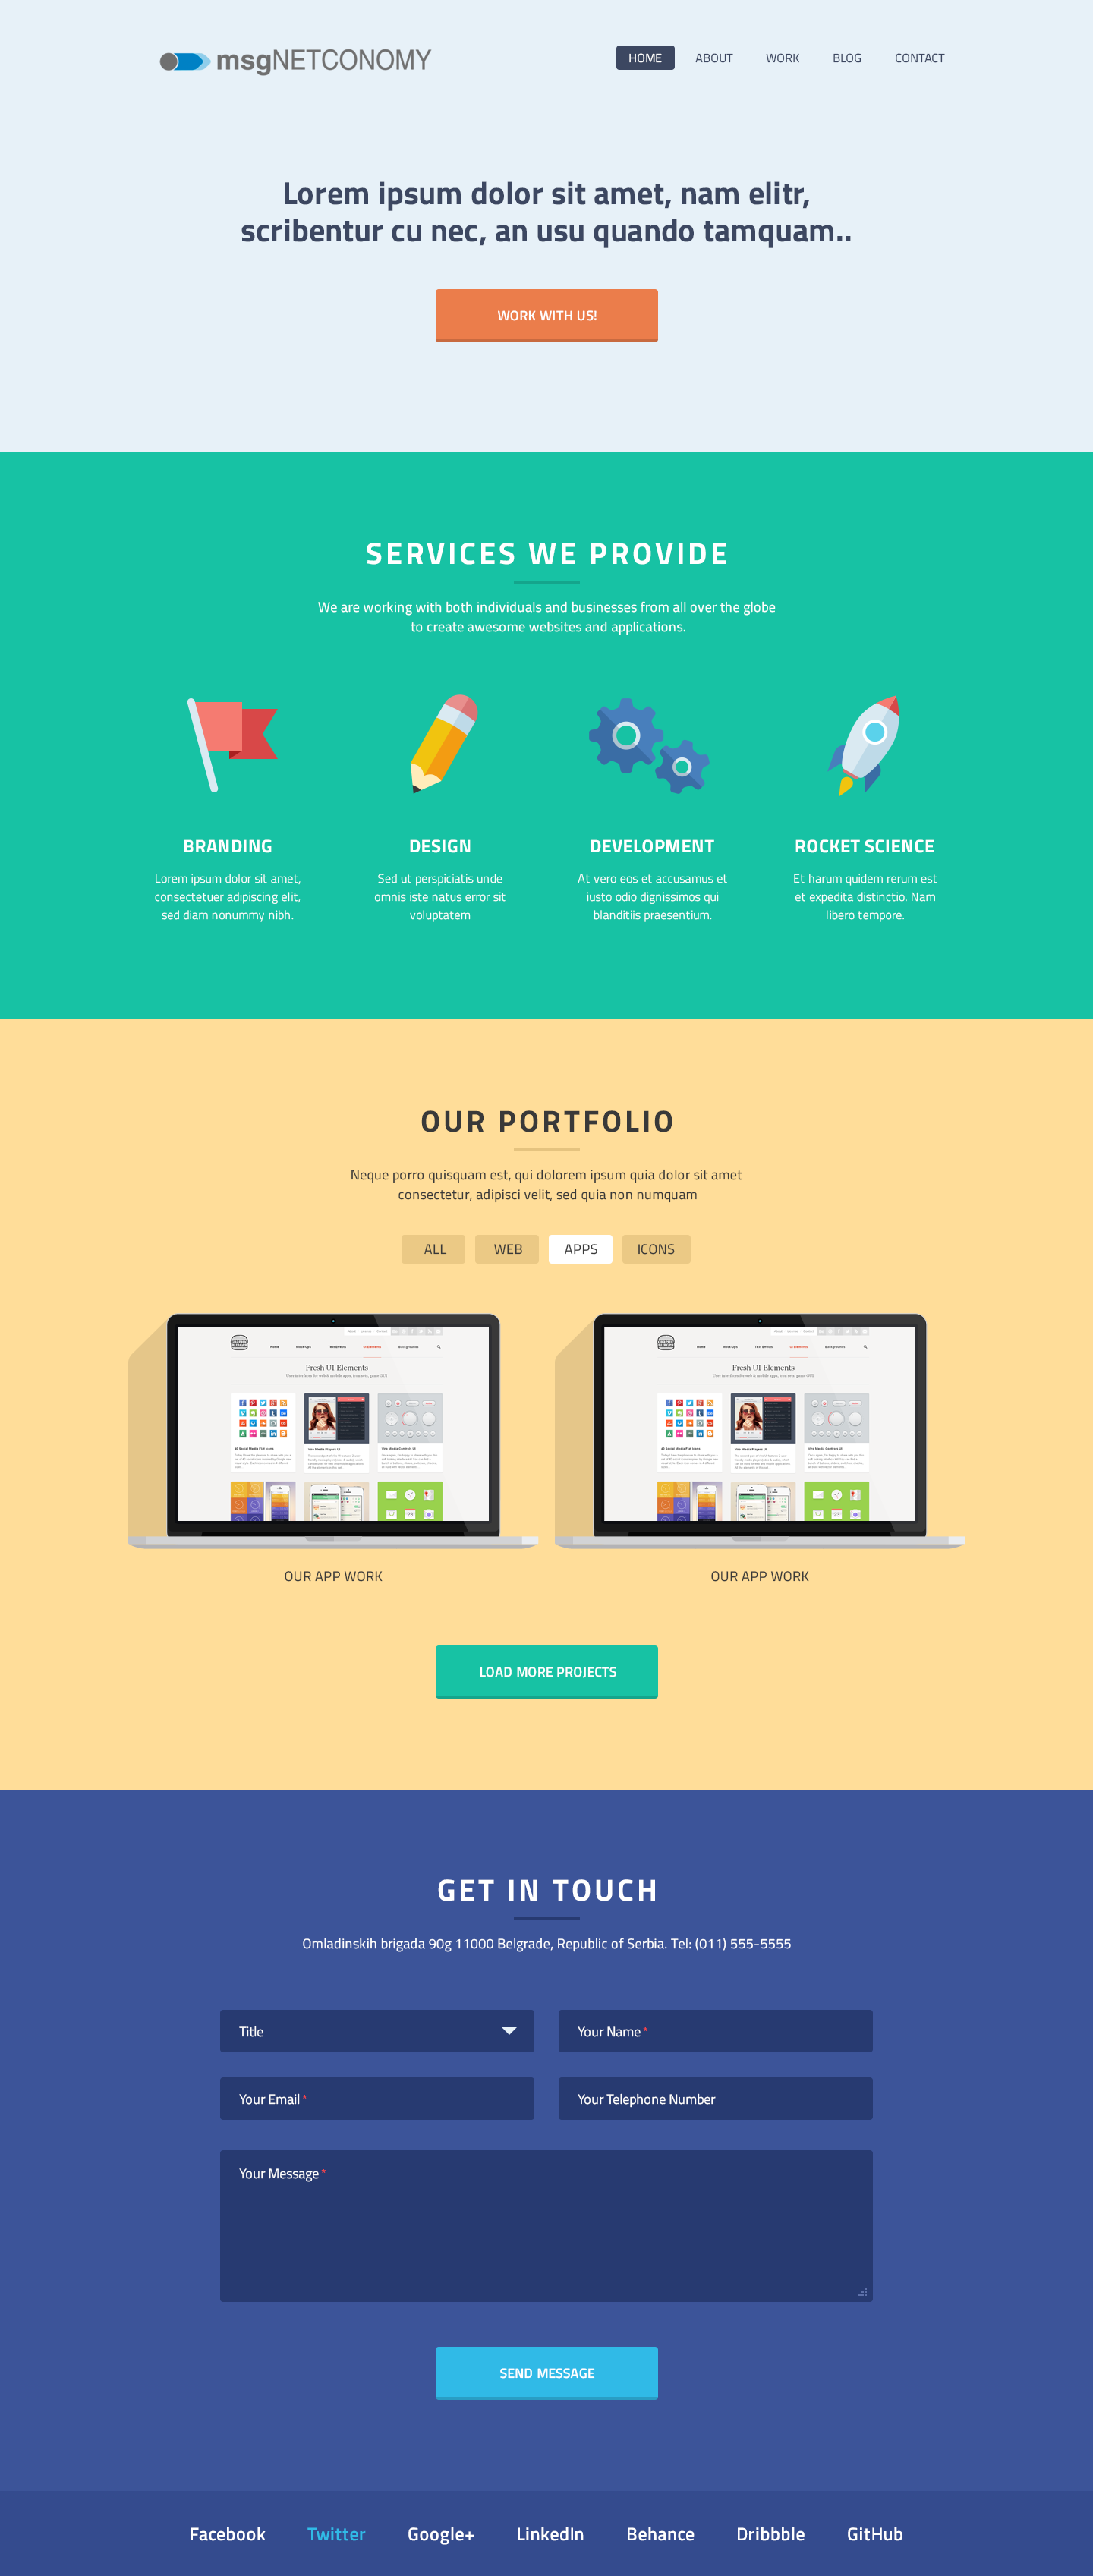 msgNETCONOMY
HOME ABOUT WORK BLOG CONTACT
Lorem ipsum dolor sit amet, nam elitr,
scribentur cu nec, an usu quando tamquam..
WORK WITH US!
SERVICES WE PROVIDE
We are working with both individuals and businesses from all over the globe
to create awesome websites and applications.
BRANDING
Lorem ipsum dolor sit amet,
consectetuer adipiscing elit,
sed diam nonummy nibh.
DESIGN
Sed ut perspiciatis unde
omnis iste natus error sit
voluptatem
DEVELOPMENT
At vero eos et accusamus et
iusto odio dignissimos qui
blanditiis praesentium.
ROCKET SCIENCE
Et harum quidem rerum est
et expedita distinctio. Nam
libero tempore.
OUR PORTFOLIO
Neque porro quisquam est, qui dolorem ipsum quia dolor sit amet
consectetur, adipisci velit, sed quia non numquam
ALL WEB APPS ICONS
Fresh UI Elements
OUR APP WORK
Fresh UI Elements
OUR APP WORK
LOAD MORE PROJECTS
GET IN TOUCH
Omladinskih brigada 90g 11000 Belgrade, Republic of Serbia. Tel: (011) 555-5555
Title
Your Name *
Your Email *
Your Telephone Number
Your Message *
SEND MESSAGE
Facebook Twitter Google+ LinkedIn Behance Dribbble GitHub